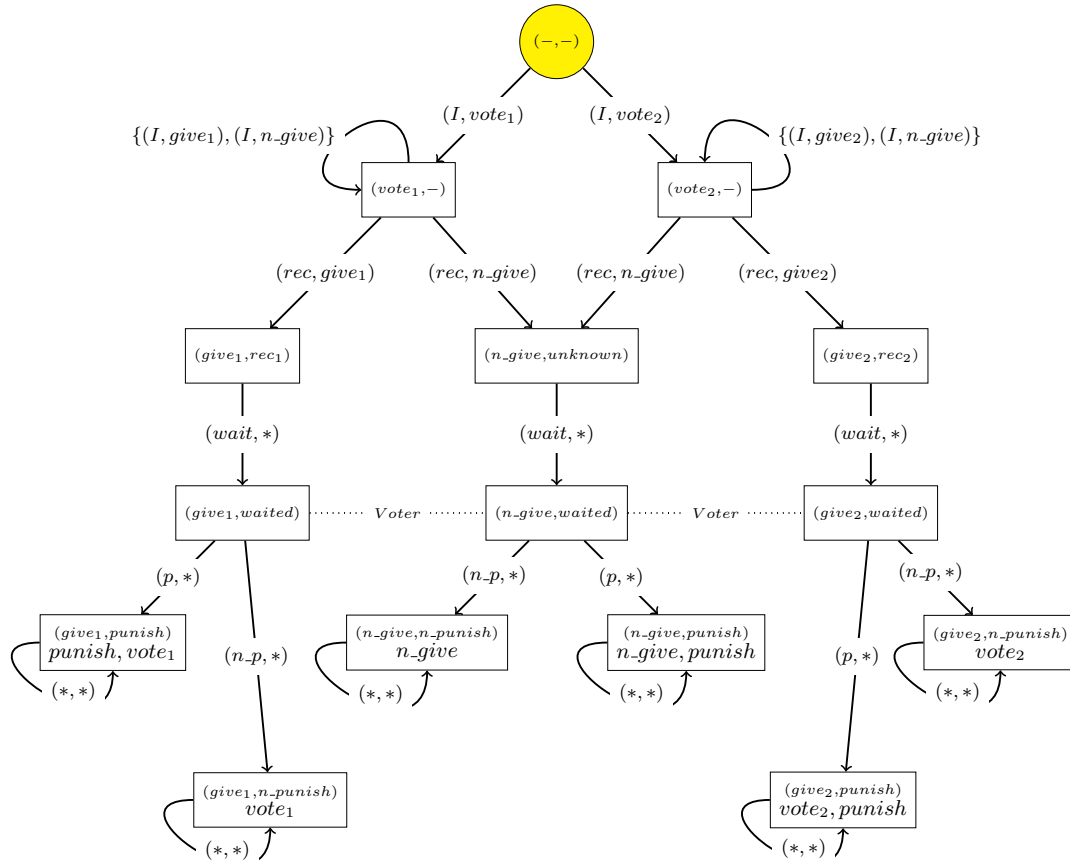 (−,−)
(I, vote₁)
(I, vote₂)
{(I, give₁), (I, n_give)}
{(I, give₂), (I, n_give)}
(vote₁,−)
(vote₂,−)
(rec, give₁)
(rec, n_give)
(rec, n_give)
(rec, give₂)
(give₁,rec₁)
(n_give,unknown)
(give₂,rec₂)
(wait, ∗)
(wait, ∗)
(wait, ∗)
(give₁,waited)
Voter
(n_give,waited)
Voter
(give₂,waited)
(p, ∗)
(n_p, ∗)
(p, ∗)
(n_p, ∗)
(give₁,punish)
punish, vote₁
(n_p, ∗)
(n_give,n_punish)
n_give
(n_give,punish)
n_give, punish
(p, ∗)
(give₂,n_punish)
vote₂
(∗, ∗)
(∗, ∗)
(∗, ∗)
(∗, ∗)
(give₁,n_punish)
vote₁
(give₂,punish)
vote₂, punish
(∗, ∗)
(∗, ∗)